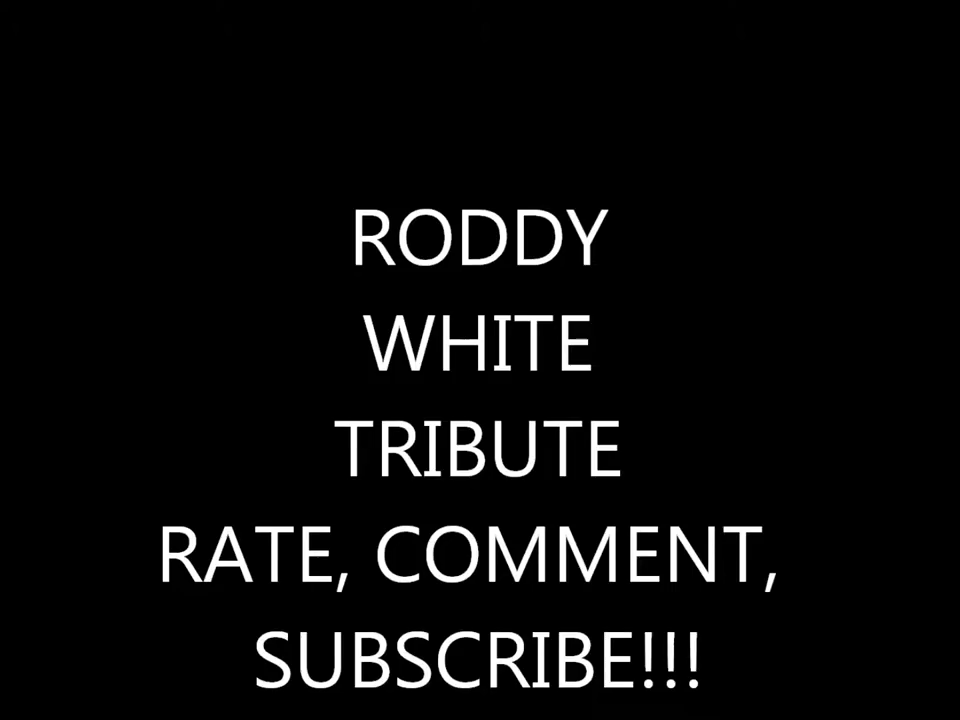 RODDY
WHITE
TRIBUTE
RATE, COMMENT,
SUBSCRIBE!!!